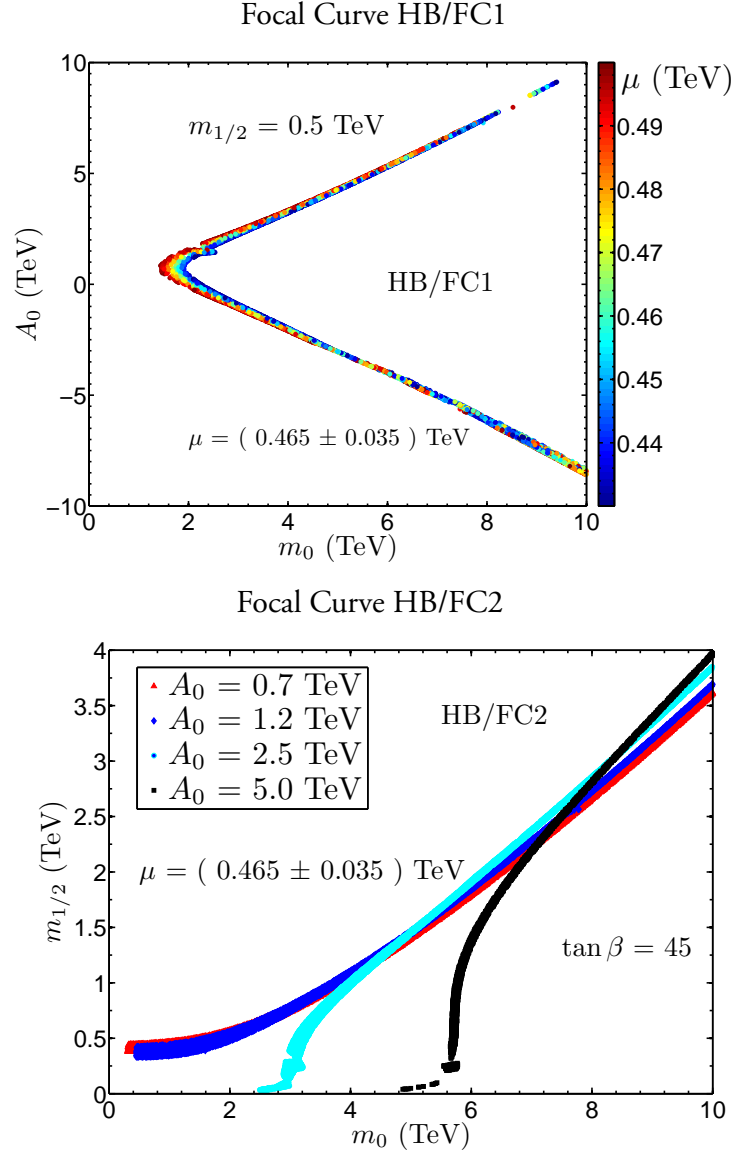 Focal Curve HB/FC1
10
5
0
−5
−10
A₀ (TeV)
m₁/₂ = 0.5 TeV
HB/FC1
μ = ( 0.465 ± 0.035 ) TeV
0 2 4 6 8 10
m₀ (TeV)
μ (TeV)
0.49
0.48
0.47
0.46
0.45
0.44
Focal Curve HB/FC2
4
3.5
3
2.5
2
1.5
1
0.5
0
m₁/₂ (TeV)
A₀ = 0.7 TeV
A₀ = 1.2 TeV
A₀ = 2.5 TeV
A₀ = 5.0 TeV
HB/FC2
μ = ( 0.465 ± 0.035 ) TeV
tan β = 45
0 2 4 6 8 10
m₀ (TeV)